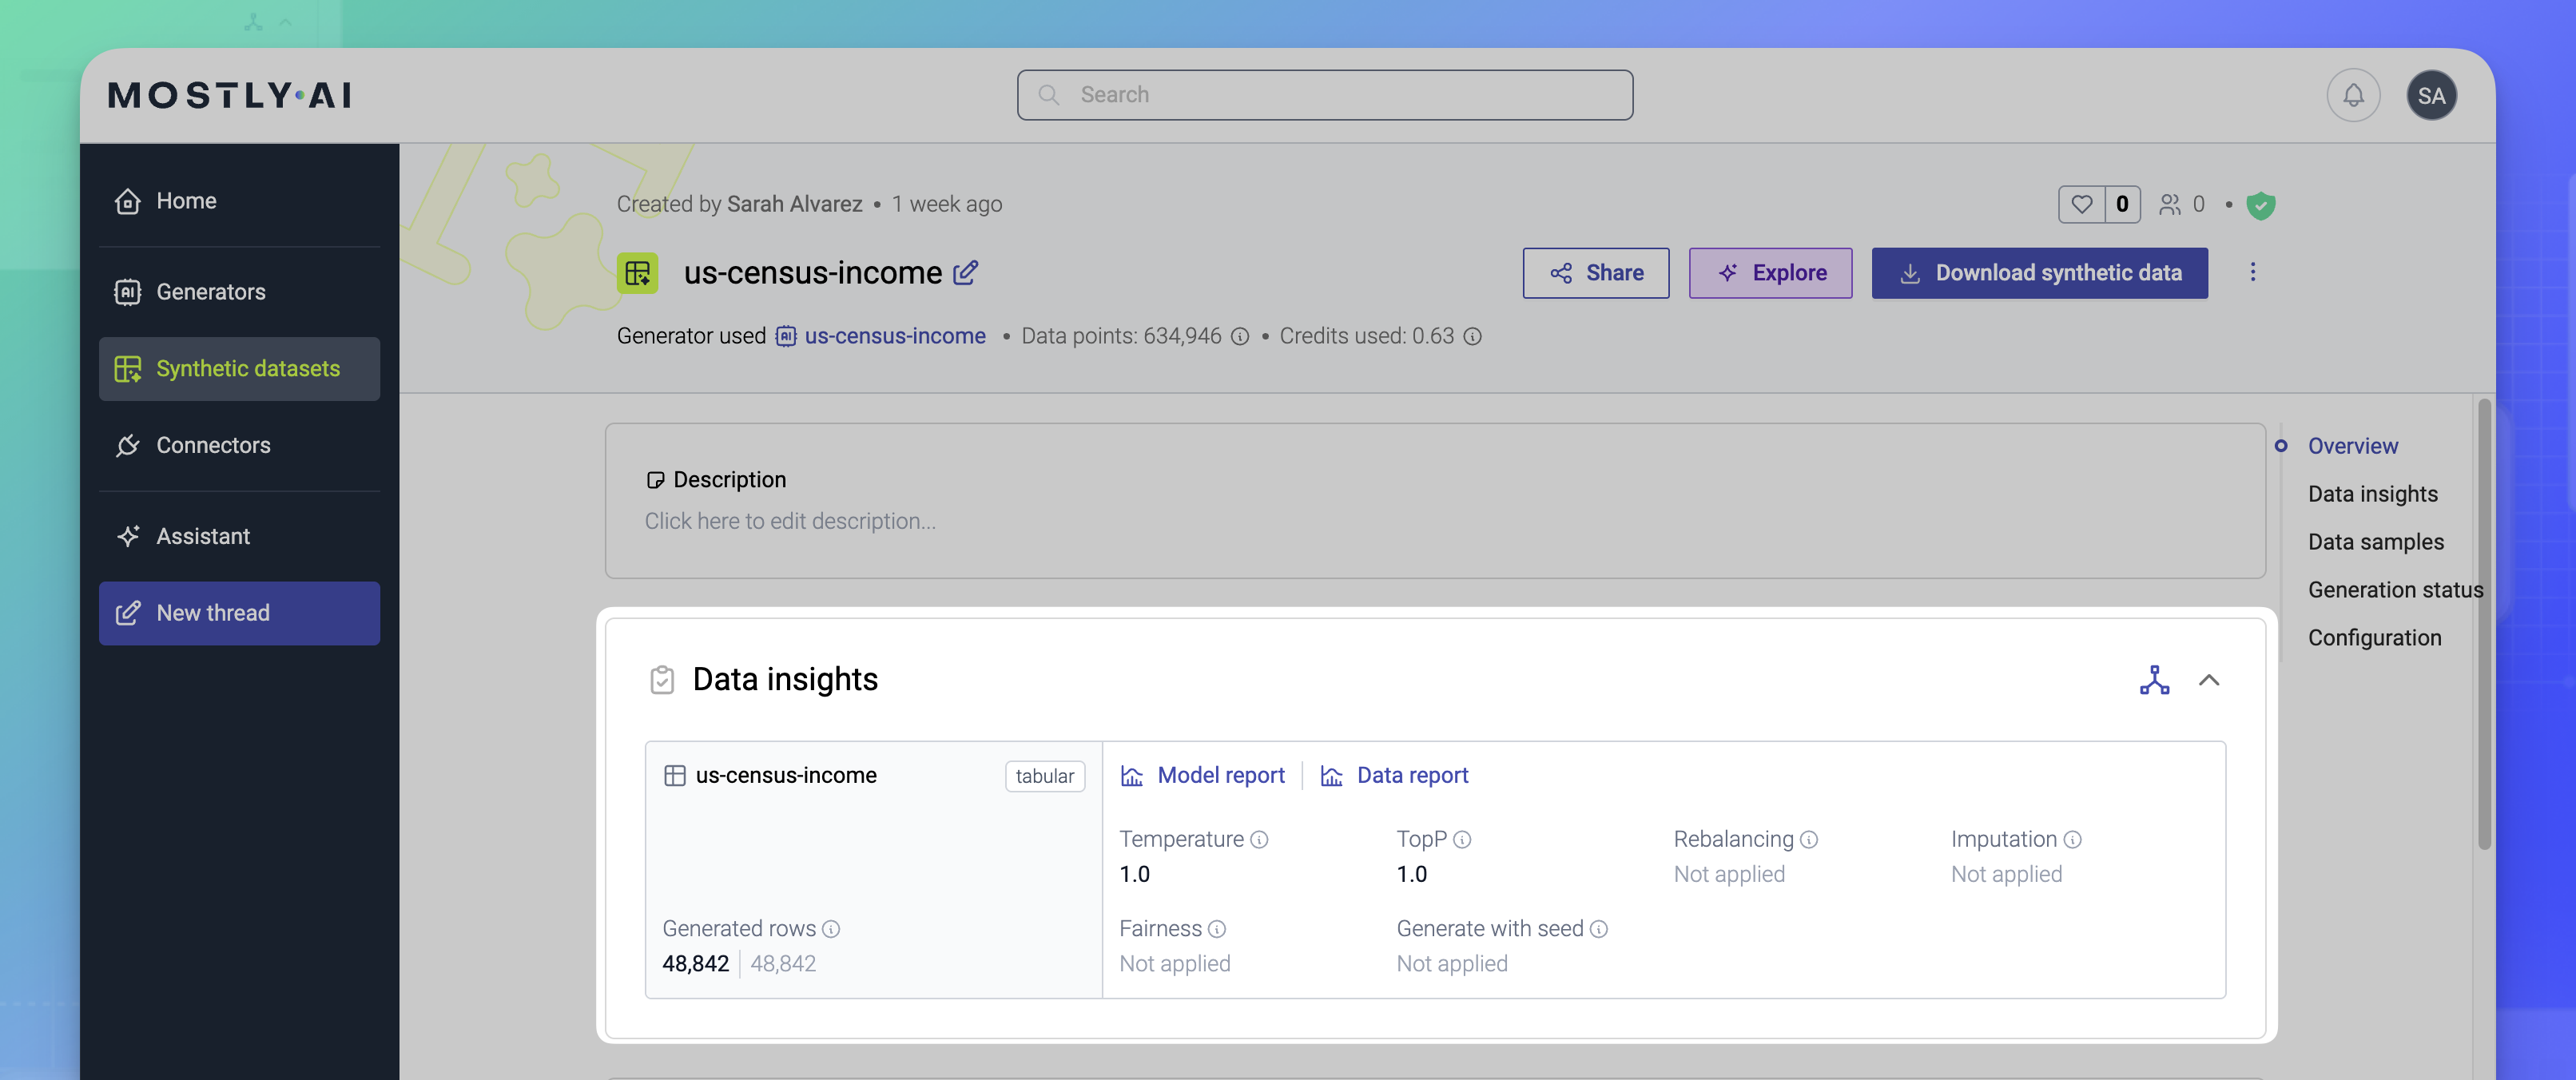 MOSTLY AI
Search
SA
Home
Generators
Synthetic datasets
Connectors
Assistant
New thread
Created by Sarah Alvarez • 1 week ago
0
0 •
us-census-income
Share
Explore
Download synthetic data
Generator used us-census-income • Data points: 634,946 • Credits used: 0.63
Description
Click here to edit description...
Overview
Data insights
Data samples
Generation status
Configuration
Data insights
us-census-income
tabular
Model report
Data report
Temperature
1.0
TopP
1.0
Rebalancing
Not applied
Imputation
Not applied
Generated rows
48,842 | 48,842
Fairness
Not applied
Generate with seed
Not applied